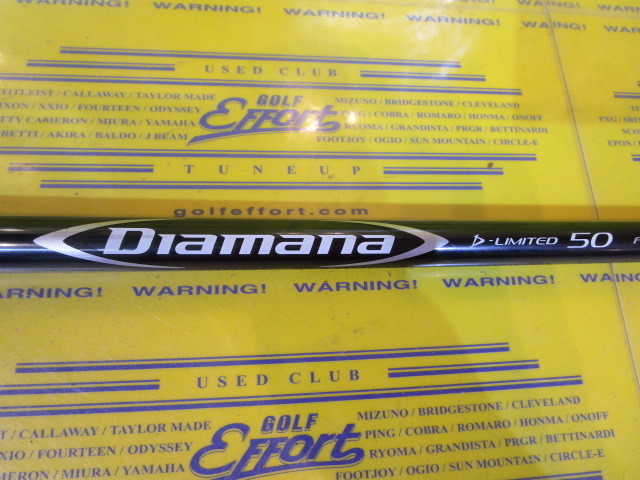 WARNING! WARNING! WARNING!
USED CLUB
TITLEIST / CALLAWAY / TAYLOR MADE
XXIO / FOURTEEN / ODYSSEY
CAMERON / MIURA / YAMAHA
AKIRA / BALDO / J BEAM
GOLF
Effort
MIZUNO / BRIDGESTONE / CLEVELAND
PING / COBRA / ROMARO / HONMA / ONOFF
RYOMA / GRANDISTA / PRGR / BETTINARDI
FOOTJOY / OGIO / SUN MOUNTAIN / CIRCLE-E
TUNEUP
golfeffort.com
Diamana D-LIMITED 50
WARNING! WARNING! WARNING! WARNING!
USED CLUB
/ CALLAWAY / TAYLOR MADE
/ FOURTEEN / ODYSSEY
/ MIURA / YAMAHA
GOLF
Effort
MIZUNO / BRIDGESTONE / CLEVELAND
PING / COBRA / ROMARO / HONMA / ONOFF
RYOMA / GRANDISTA / PRGR / BETTINARDI
FOOTJOY / OGIO / SUN MOUNTAIN / CIRCLE-E